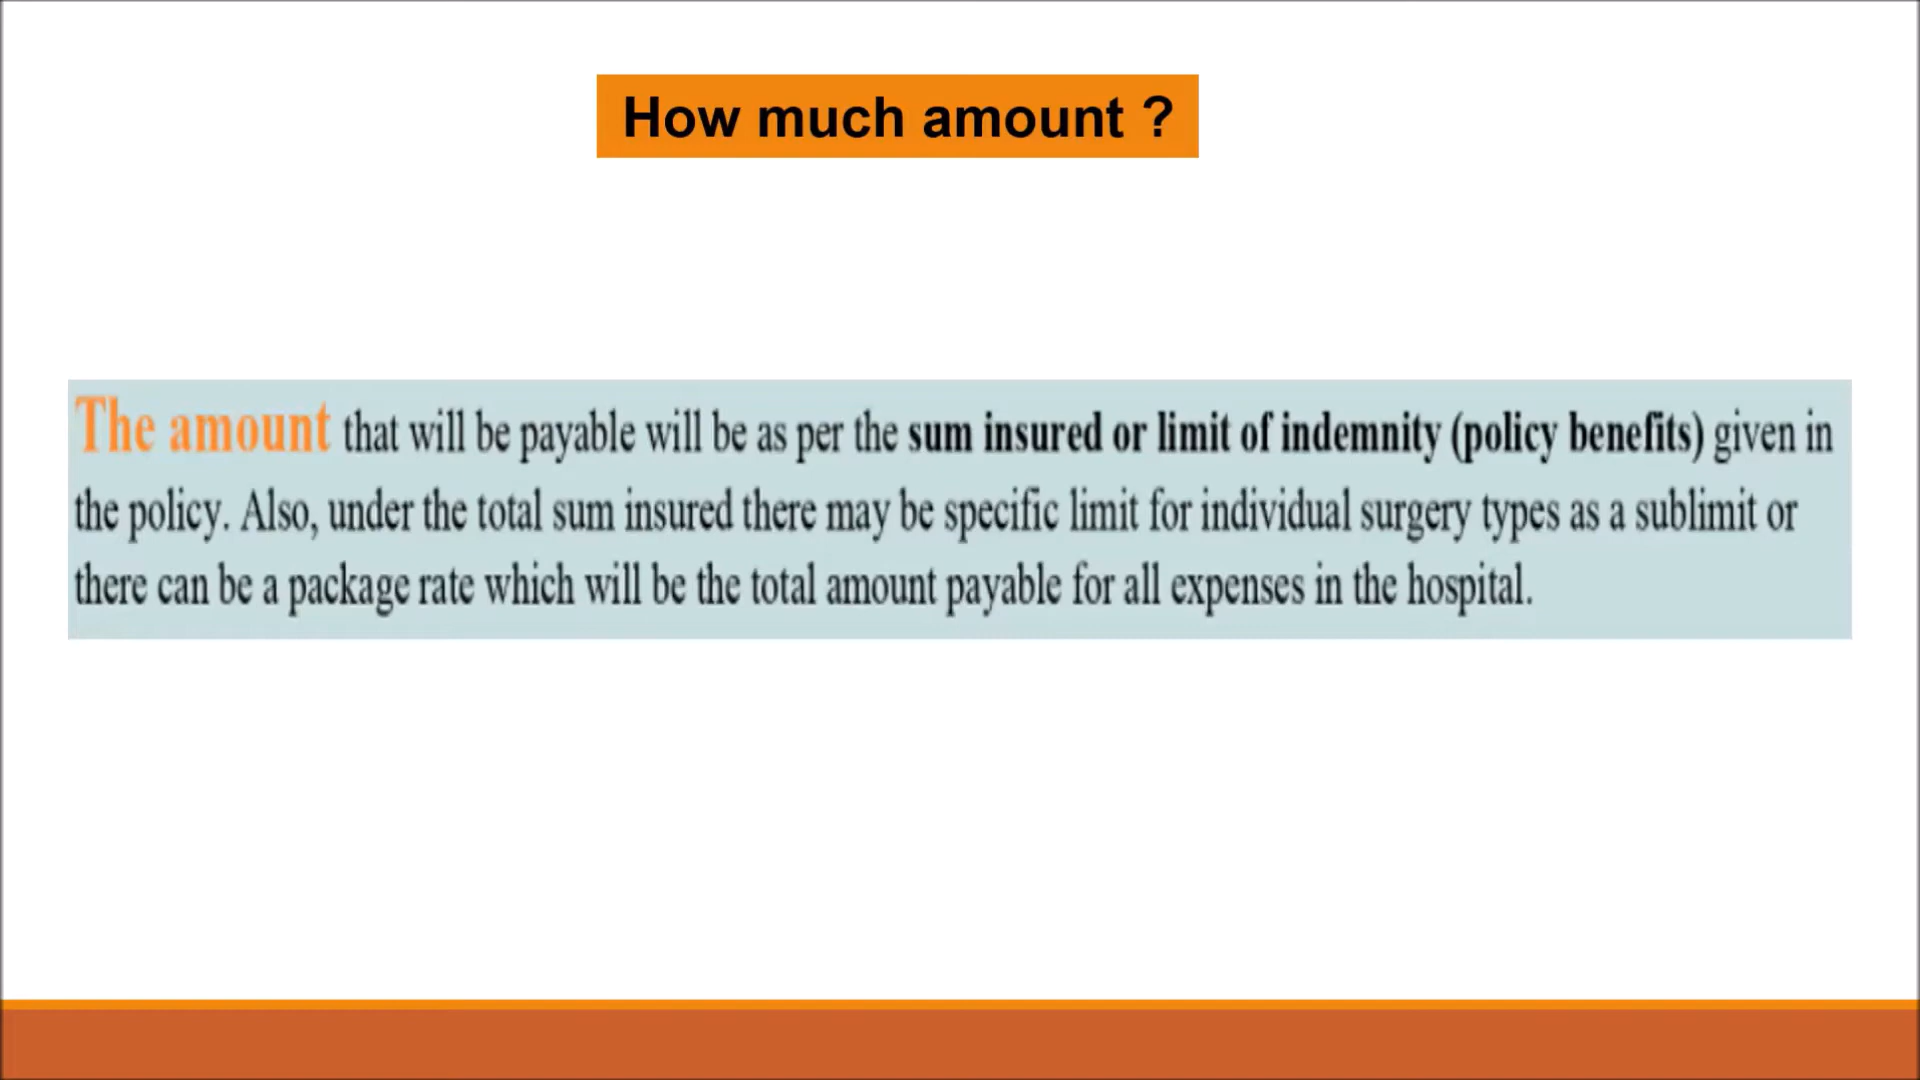 How much amount ?
The amount that will be payable will be as per the sum insured or limit of indemnity (policy benefits) given in
the policy. Also, under the total sum insured there may be specific limit for individual surgery types as a sublimit or
there can be a package rate which will be the total amount payable for all expenses in the hospital.